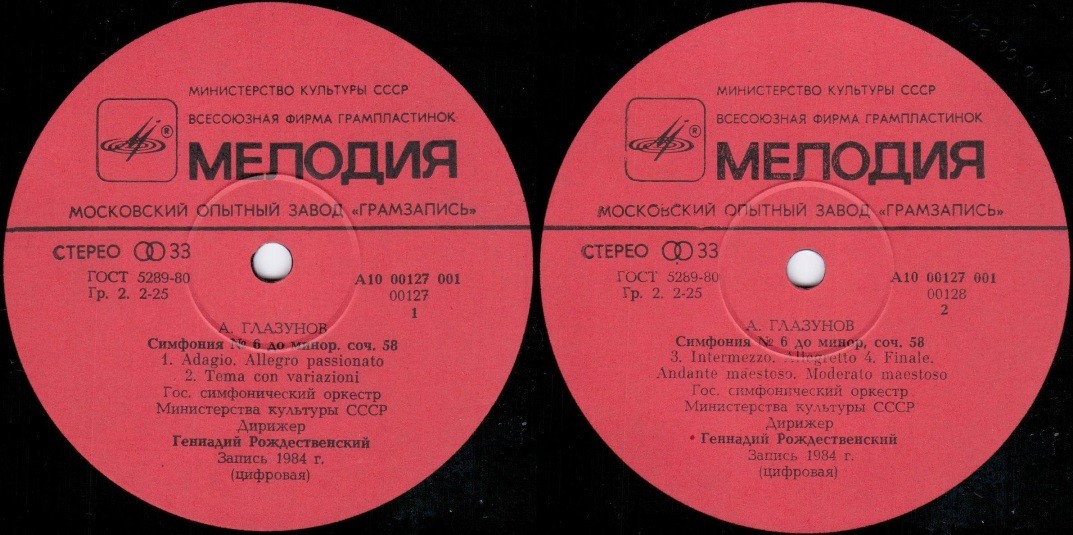 МИНИСТЕРСТВО КУЛЬТУРЫ СССР
ВСЕСОЮЗНАЯ ФИРМА ГРАМПЛАСТИНОК
®
МЕЛОДИЯ
МОСКОВСКИЙ ОПЫТНЫЙ ЗАВОД «ГРАМЗАПИСЬ»
СТЕРЕО 33
ГОСТ 5289-80
А10 00127 001
Гр. 2. 2-25
00127
1
А. ГЛАЗУНОВ
Симфония № 6 до минор, соч. 58
1. Adagio. Allegro passionato
2. Tema con variazioni
Гос. симфонический оркестр
Министерства культуры СССР
Дирижер
Геннадий Рождественский
Запись 1984 г.
(цифровая)
МИНИСТЕРСТВО КУЛЬТУРЫ СССР
ВСЕСОЮЗНАЯ ФИРМА ГРАМПЛАСТИНОК
®
МЕЛОДИЯ
МОСКОВСКИЙ ОПЫТНЫЙ ЗАВОД «ГРАМЗАПИСЬ»
СТЕРЕО 33
ГОСТ 5289-80
А10 00127 001
Гр. 2. 2-25
00128
2
А. ГЛАЗУНОВ
Симфония № 6 до минор, соч. 58
3. Intermezzo. Allegretto 4. Finale.
Andante maestoso. Moderato maestoso
Гос. симфонический оркестр
Министерства культуры СССР
Дирижер
Геннадий Рождественский
Запись 1984 г.
(цифровая)